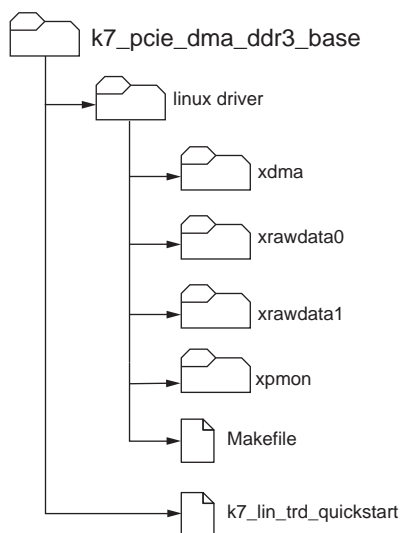 k7_pcie_dma_ddr3_base
linux driver
xdma
xrawdata0
xrawdata1
xpmon
Makefile
k7_lin_trd_quickstart